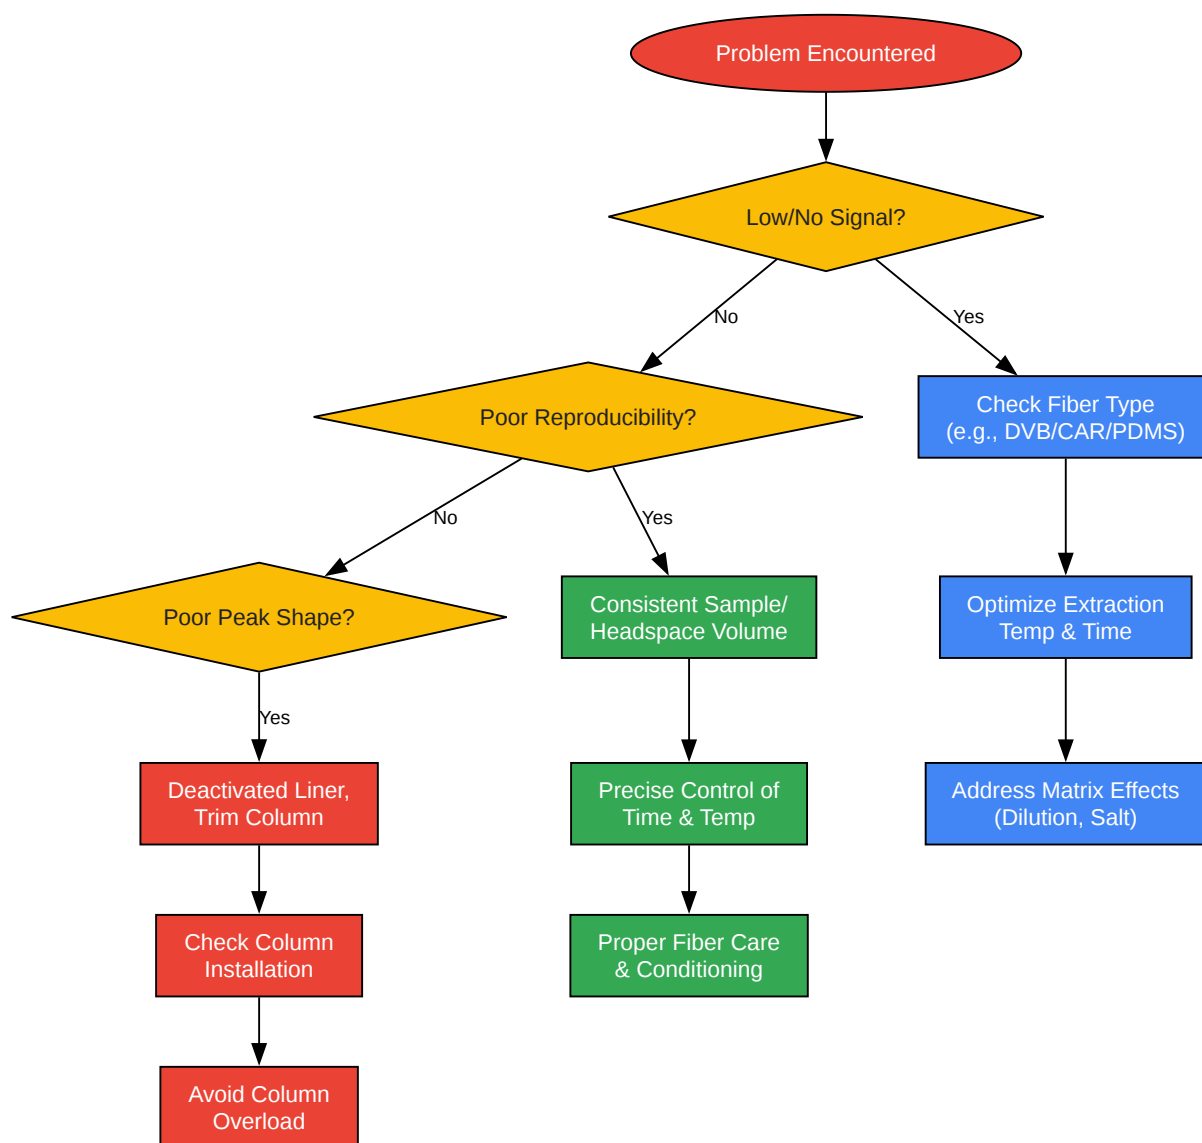 Problem Encountered
Low/No Signal?
No
Yes
Poor Reproducibility?
Check Fiber Type
(e.g., DVB/CAR/PDMS)
No
Yes
Poor Peak Shape?
Consistent Sample/
Headspace Volume
Optimize Extraction
Temp & Time
Yes
Deactivated Liner,
Trim Column
Precise Control of
Time & Temp
Address Matrix Effects
(Dilution, Salt)
Check Column
Installation
Proper Fiber Care
& Conditioning
Avoid Column
Overload